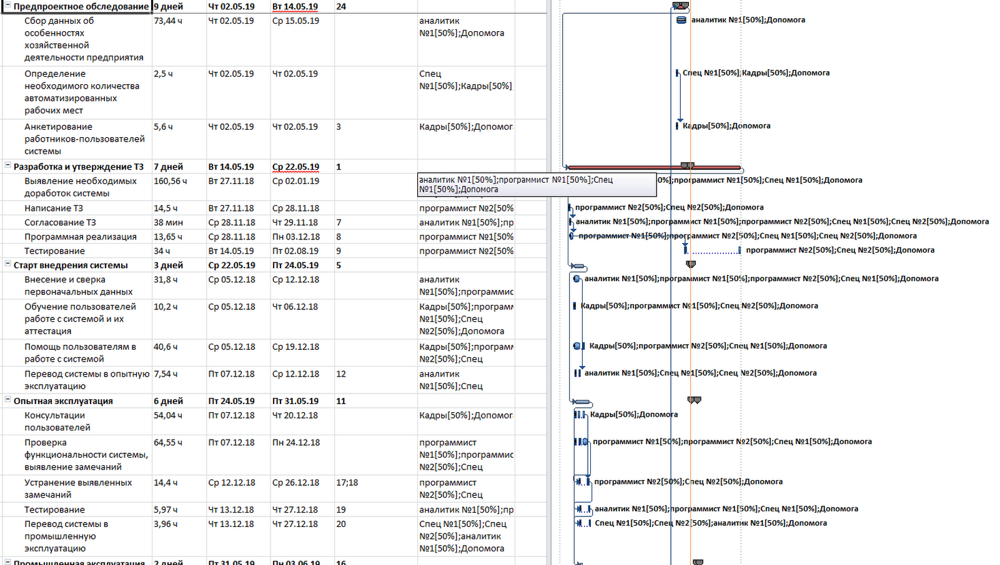 Предпроектное обследование 9 дней Чт 02.05.19 Вт 14.05.19 24
Сбор данных об особенностях хозяйственной деятельности предприятия 73,44 ч Чт 02.05.19 Ср 15.05.19 аналитик №1[50%];Допомога
аналитик №1[50%];Допомога
Определение необходимого количества автоматизированных рабочих мест 2,5 ч Чт 02.05.19 Чт 02.05.19 Спец №1[50%];Кадры[50%]
Спец №1[50%];Кадры[50%];Допомога
Анкетирование работников-пользователей системы 5,6 ч Чт 02.05.19 Чт 02.05.19 3 Кадры[50%];Допомог
Кадры[50%];Допомога
Разработка и утверждение ТЗ 7 дней Вт 14.05.19 Ср 22.05.19 1
Выявление необходимых доработок системы 160,56 ч Вт 27.11.18 Ср 02.01.19
аналитик №1[50%];программист №1[50%];Спец
№1[50%];Допомога
0%];программист №1[50%];Спец №1[50%];Допомога
Написание ТЗ 14,5 ч Вт 27.11.18 Ср 28.11.18 программист №2[50%
программист №2[50%];Спец №2[50%];Допомога
Согласование ТЗ 38 мин Ср 28.11.18 Чт 29.11.18 7 аналитик №1[50%];пр
аналитик №1[50%];программист №1[50%];программист №2[50%];Спец №1[50%];Спец №2[50%];Допомога
Программная реализация 13,65 ч Ср 28.11.18 Пн 03.12.18 8 программист №1[50%
программист №1[50%];программист №2[50%];Спец №1[50%];Спец №2[50%];Допомога
Тестирование 34 ч Вт 14.05.19 Пт 02.08.19 9 программист №2[50%
программист №2[50%];Спец №2[50%];Допомога
Старт внедрения системы 3 дней Ср 22.05.19 Пт 24.05.19 5
Внесение и сверка первоначальных данных 31,8 ч Ср 05.12.18 Ср 12.12.18 аналитик №1[50%];программис
аналитик №1[50%];программист №1[50%];программист №2[50%];Спец №1[50%];Допомога
Обучение пользователей работе с системой и их аттестация 10,2 ч Ср 05.12.18 Чт 06.12.18 Кадры[50%];програм №1[50%];Спец №2[50%];Допомога
Кадры[50%];программист №1[50%];Спец №2[50%];Допомога
Помощь пользователям в работе с системой 40,6 ч Ср 05.12.18 Ср 19.12.18 Кадры[50%];програм №2[50%];Спец
Кадры[50%];программист №2[50%];Спец №1[50%];Допомога
Перевод системы в опытную эксплуатацию 7,54 ч Пт 07.12.18 Ср 12.12.18 12 аналитик №1[50%];Спец
аналитик №1[50%];Спец №1[50%];Спец №2[50%];Допомога
Опытная эксплуатация 6 дней Пт 24.05.19 Пт 31.05.19 11
Консультации пользователей 54,04 ч Пт 07.12.18 Чт 20.12.18 Кадры[50%];Допомог
Кадры[50%];Допомога
Проверка функциональности системы, выявление замечаний 64,55 ч Пт 07.12.18 Пн 24.12.18 программист №1[50%];программис №2[50%];Спец
программист №1[50%];программист №2[50%];Спец №1[50%];Допомога
Устранение выявленных замечаний 14,4 ч Ср 12.12.18 Ср 26.12.18 17;18 программист №2[50%];Спец
программист №2[50%];Спец №2[50%];Допомога
Тестирование 5,97 ч Чт 13.12.18 Чт 27.12.18 19 аналитик №1[50%];пр
аналитик №1[50%];программист №1[50%];Спец №1[50%];Допомога
Перевод системы в промышленную эксплуатацию 3,96 ч Чт 13.12.18 Чт 27.12.18 20 Спец №1[50%];Спец №2[50%];аналитик №1[50%];Допомога
Спец №1[50%];Спец №2[50%];аналитик №1[50%];Допомога
Промышленная эксплуатация 2 дней Пт 31.05.19 Пн 03.06.19 16